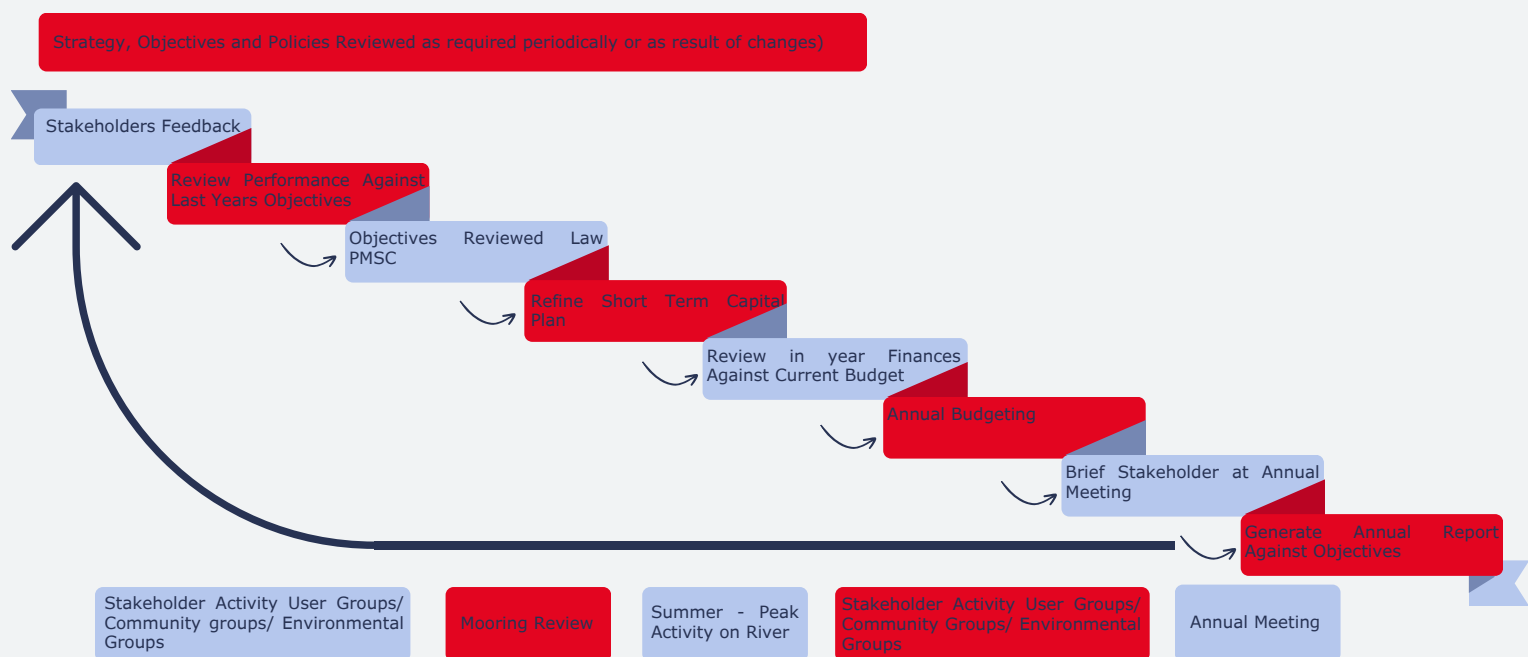 Strategy, Objectives and Policies Reviewed as required periodically or as result of changes)
Stakeholders Feedback
Review Performance Against
Last Years Objectives
Objectives Reviewed Law
PMSC
Refine Short Term Capital
Plan
Review in year Finances
Against Current Budget
Annual Budgeting
Brief Stakeholder at Annual
Meeting
Generate Annual Report
Against Objectives
Stakeholder Activity User Groups/
Community groups/ Environmental
Groups
Mooring Review
Summer - Peak
Activity on River
Stakeholder Activity User Groups/
Community Groups/ Environmental
Groups
Annual Meeting